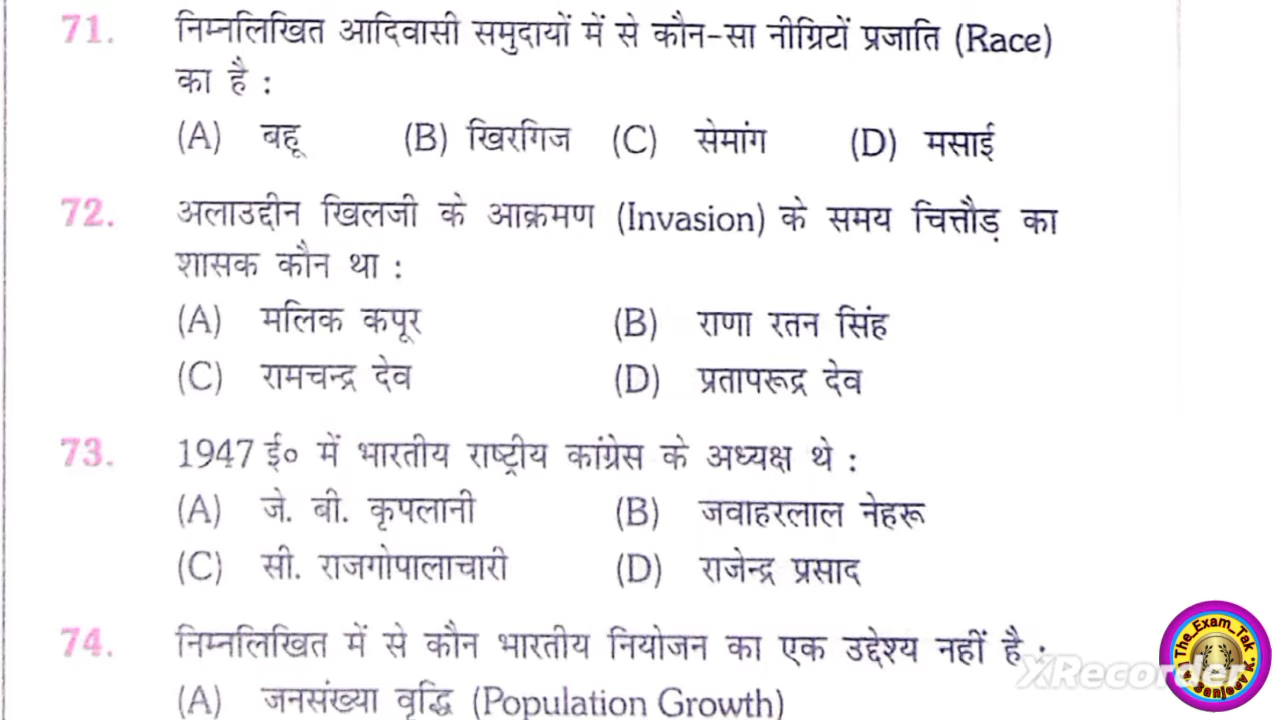 71. निम्नलिखित आदिवासी समुदायों में से कौन-सा नीग्रिटों प्रजाति (Race)
का है :
(A) बहू (B) खिरगिज (C) सेमांग (D) मसाई
72. अलाउद्दीन खिलजी के आक्रमण (Invasion) के समय चित्तौड़ का
शासक कौन था :
(A) मलिक कपूर (B) राणा रतन सिंह
(C) रामचन्द्र देव (D) प्रतापरूद्र देव
73. 1947 ई० में भारतीय राष्ट्रीय कांग्रेस के अध्यक्ष थे :
(A) जे. बी. कृपलानी (B) जवाहरलाल नेहरू
(C) सी. राजगोपालाचारी (D) राजेन्द्र प्रसाद
74. निम्नलिखित में से कौन भारतीय नियोजन का एक उद्देश्य नहीं है :
(A) जनसंख्या वृद्धि (Population Growth)
XRecorder
The_Exam_Tak
Sanjeev K.